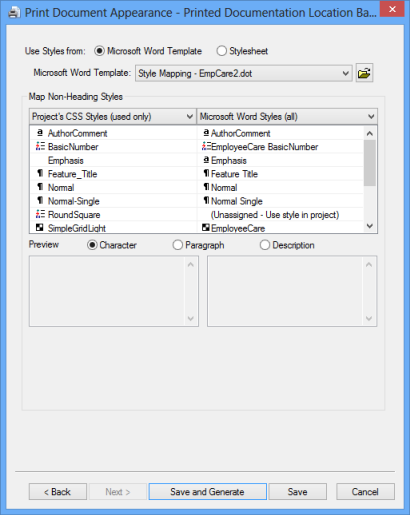 Print Document Appearance - Printed Documentation Location Ba...
Use Styles from: Microsoft Word Template Stylesheet
Microsoft Word Template: Style Mapping - EmpCare2.dot
Map Non-Heading Styles
Project's CSS Styles (used only) Microsoft Word Styles (all)
a AuthorComment a AuthorComment
BasicNumber EmployeeCare BasicNumber
Emphasis a Emphasis
¶ Feature_Title ¶ Feature Title
¶ Normal ¶ Normal
¶ Normal-Single ¶ Normal Single
RoundSquare (Unassigned - Use style in project)
SimpleGridLight EmployeeCare
Preview Character Paragraph Description
< Back Next > Save and Generate Save Cancel